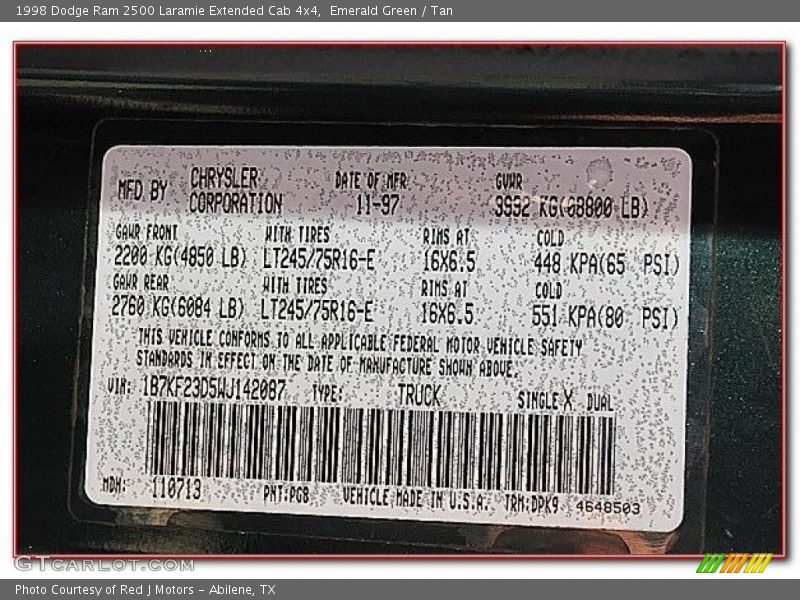 1998 Dodge Ram 2500 Laramie Extended Cab 4x4, Emerald Green / Tan
MFD BY CHRYSLER CORPORATION DATE OF MFR 11-97 GVWR 3992 KG(08800 LB)
GAWR FRONT WITH TIRES RIMS AT COLD
2200 KG(4850 LB) LT245/75R16-E 16X6.5 448 KPA(65 PSI)
GAWR REAR WITH TIRES RIMS AT COLD
2760 KG(6084 LB) LT245/75R16-E 16X6.5 551 KPA(80 PSI)
THIS VEHICLE CONFORMS TO ALL APPLICABLE FEDERAL MOTOR VEHICLE SAFETY
STANDARDS IN EFFECT ON THE DATE OF MANUFACTURE SHOWN ABOVE.
VIN: 1B7KF23D5WJ142087 TYPE: TRUCK SINGLE X DUAL
MDH: 110713 PNT:PG8 VEHICLE MADE IN U.S.A. TRM:DPK9 4648503
GTCARLOT.COM
Photo Courtesy of Red J Motors - Abilene, TX